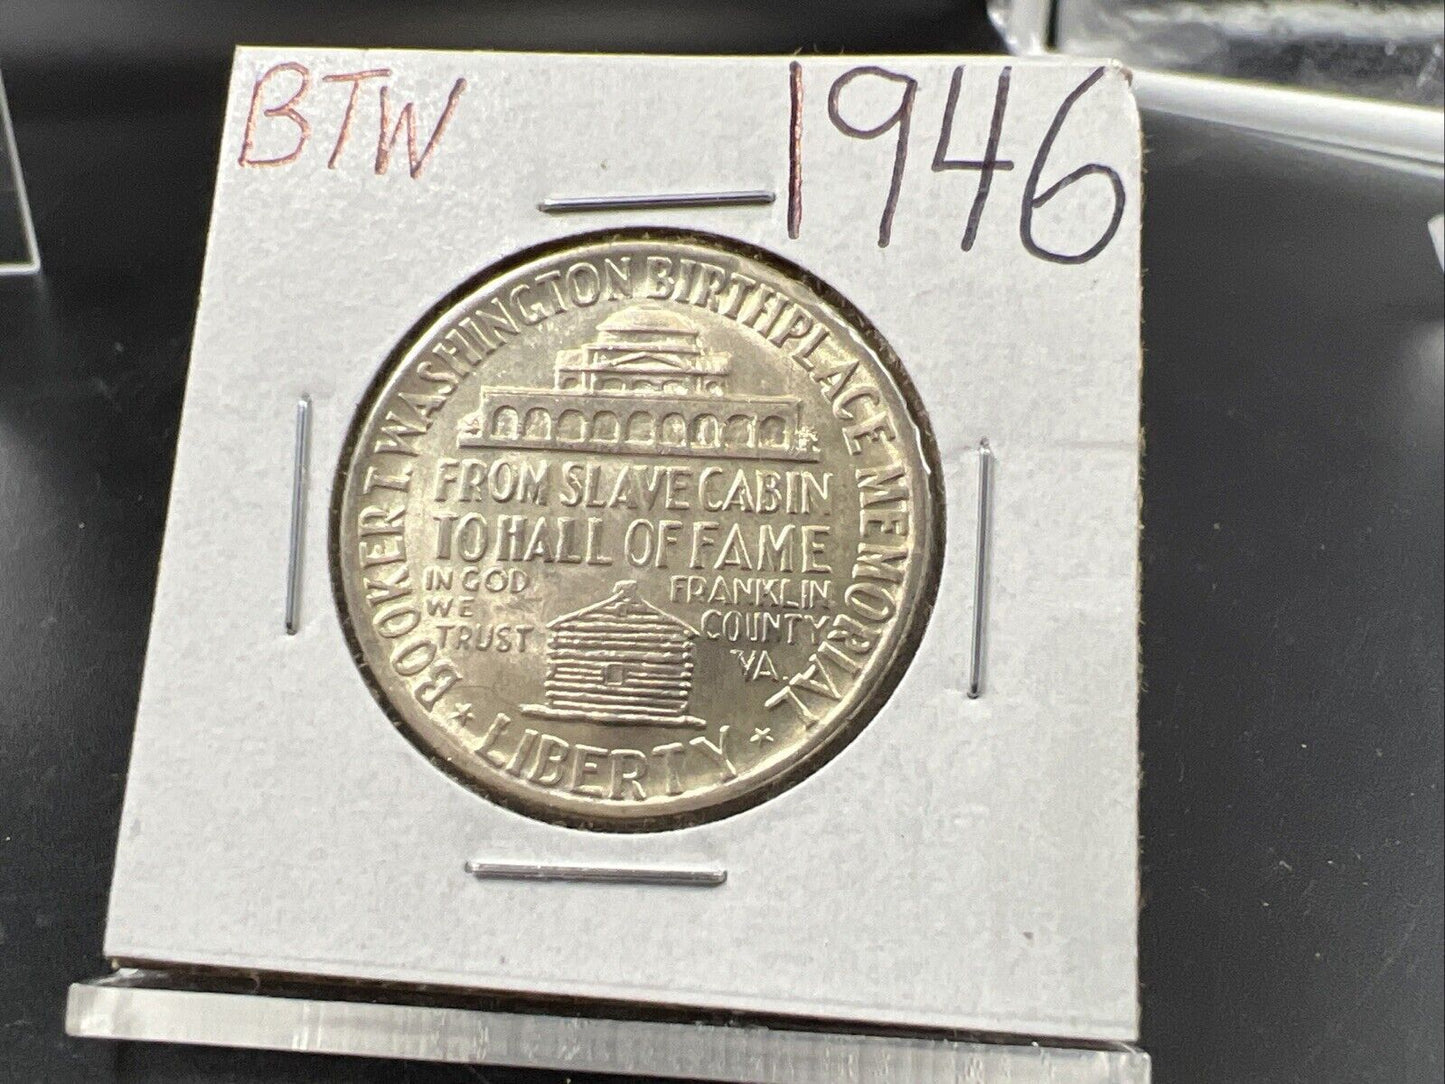 BTW 1946
BOOKER T. WASHINGTON BIRTHPLACE MEMORIAL
FROM SLAVE CABIN
TO HALL OF FAME
IN GOD
WE
TRUST
FRANKLIN
COUNTY
VA.
★ LIBERTY ★